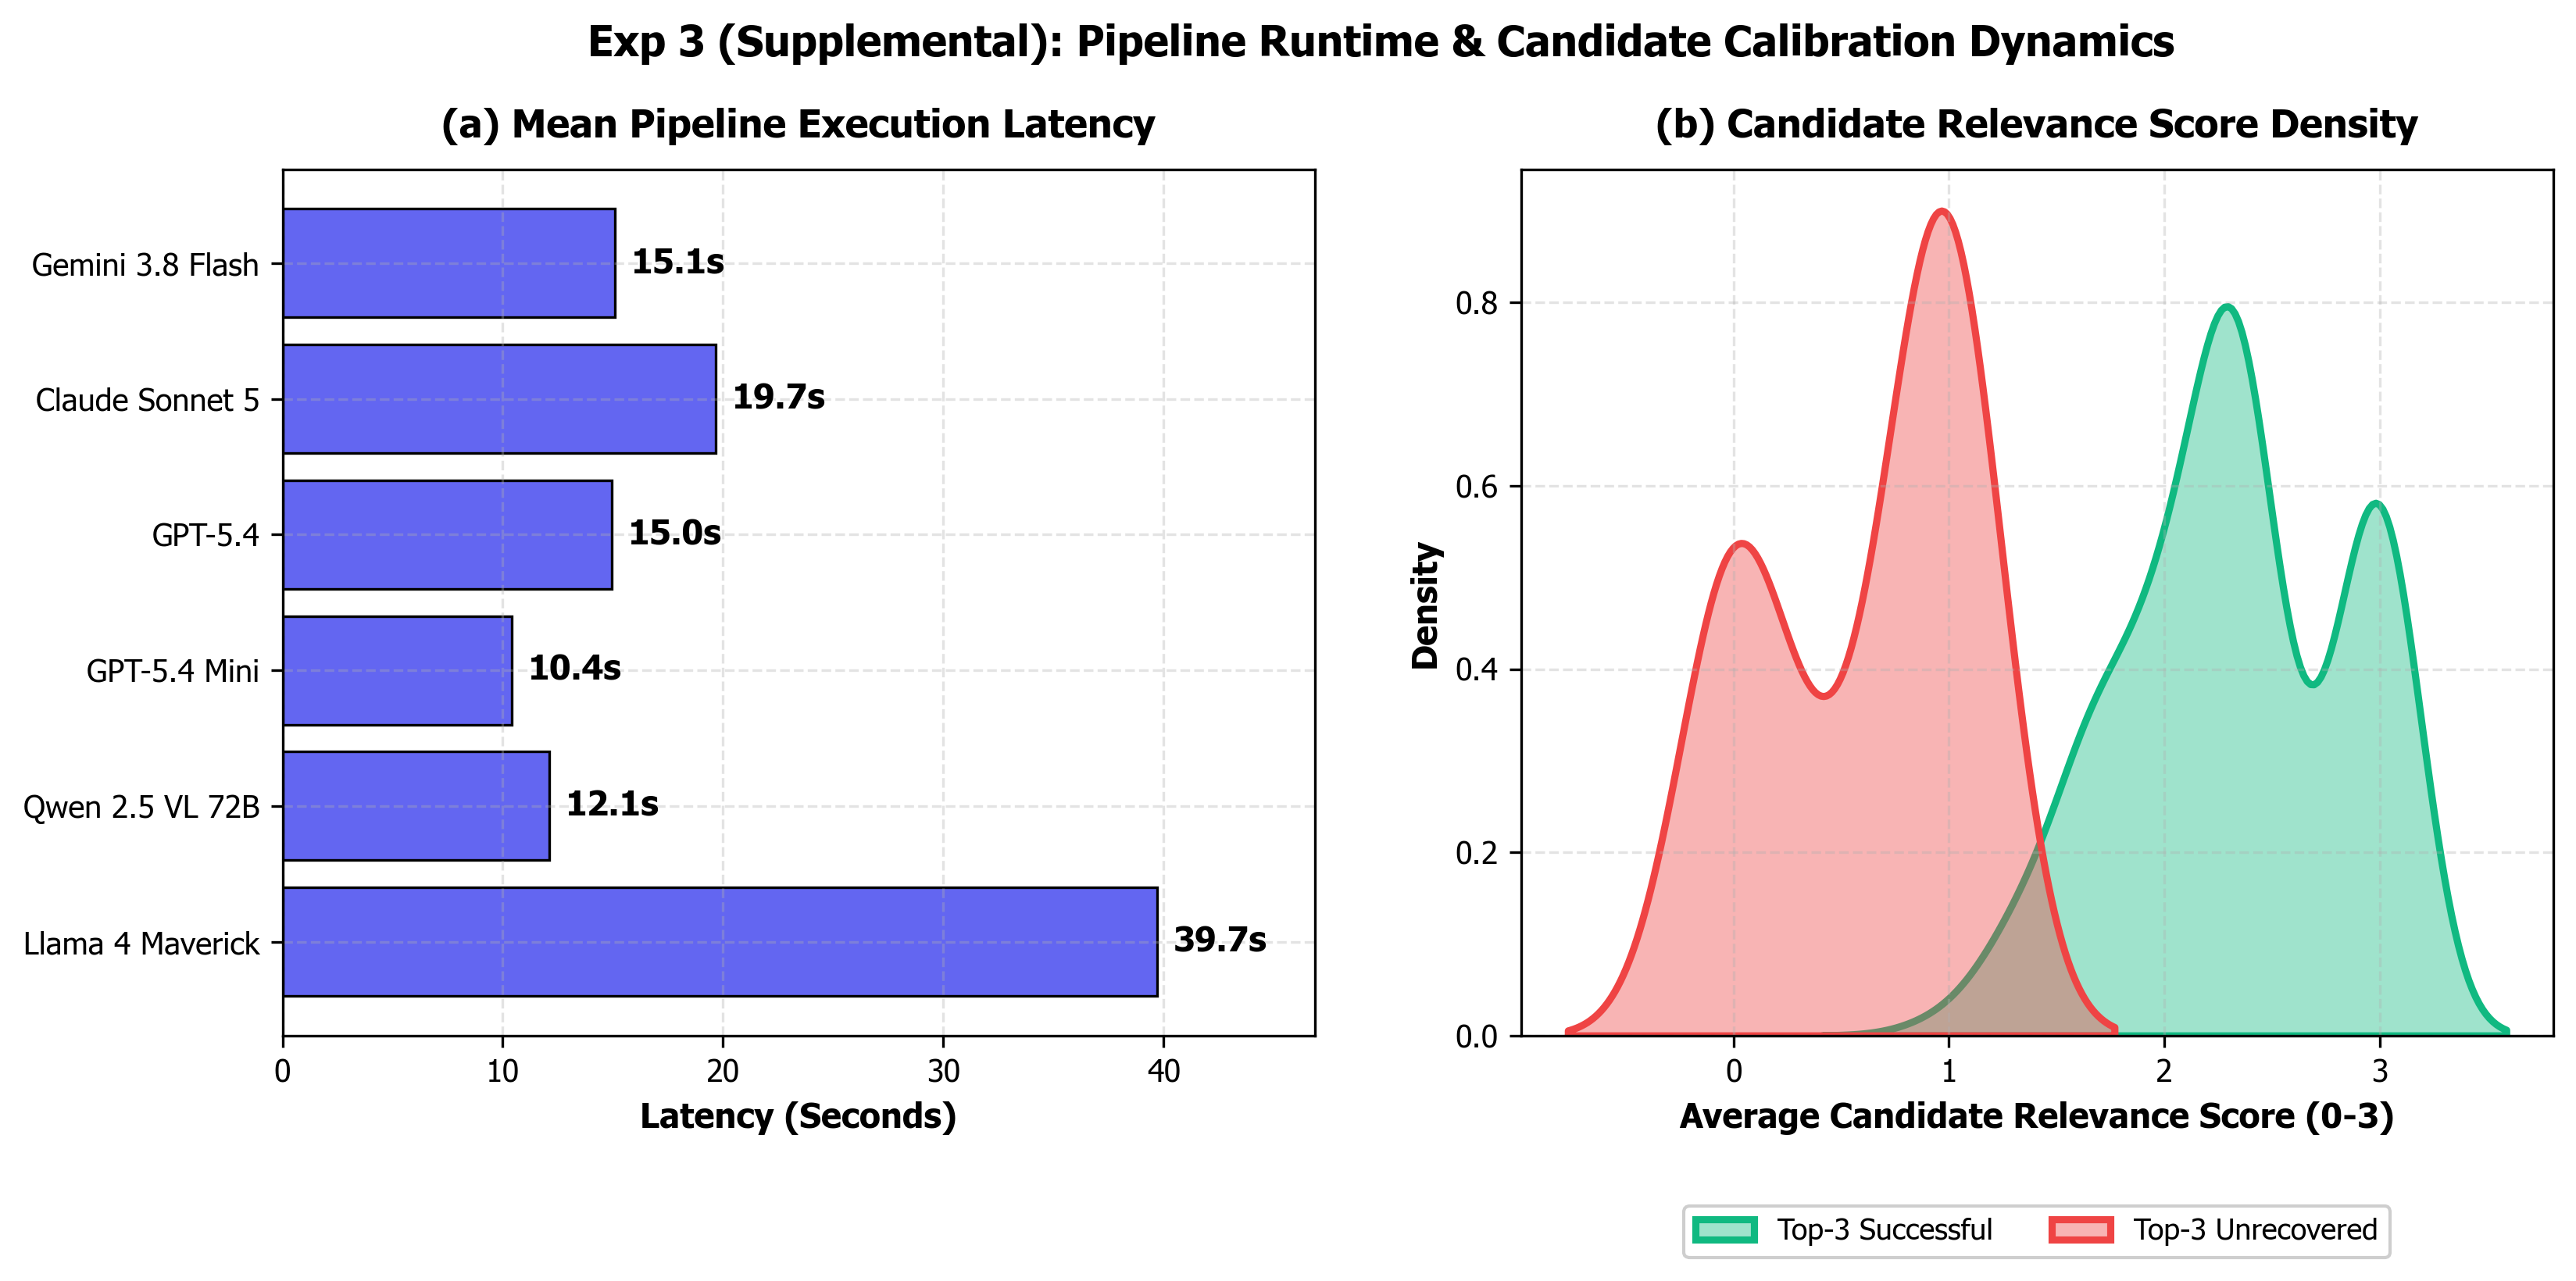 Exp 3 (Supplemental): Pipeline Runtime & Candidate Calibration Dynamics
(a) Mean Pipeline Execution Latency
Gemini 3.8 Flash
15.1s
Claude Sonnet 5
19.7s
GPT-5.4
15.0s
GPT-5.4 Mini
10.4s
Qwen 2.5 VL 72B
12.1s
Llama 4 Maverick
39.7s
0 10 20 30 40
Latency (Seconds)
(b) Candidate Relevance Score Density
Density
0.8
0.6
0.4
0.2
0.0
0 1 2 3
Average Candidate Relevance Score (0-3)
Top-3 Successful Top-3 Unrecovered